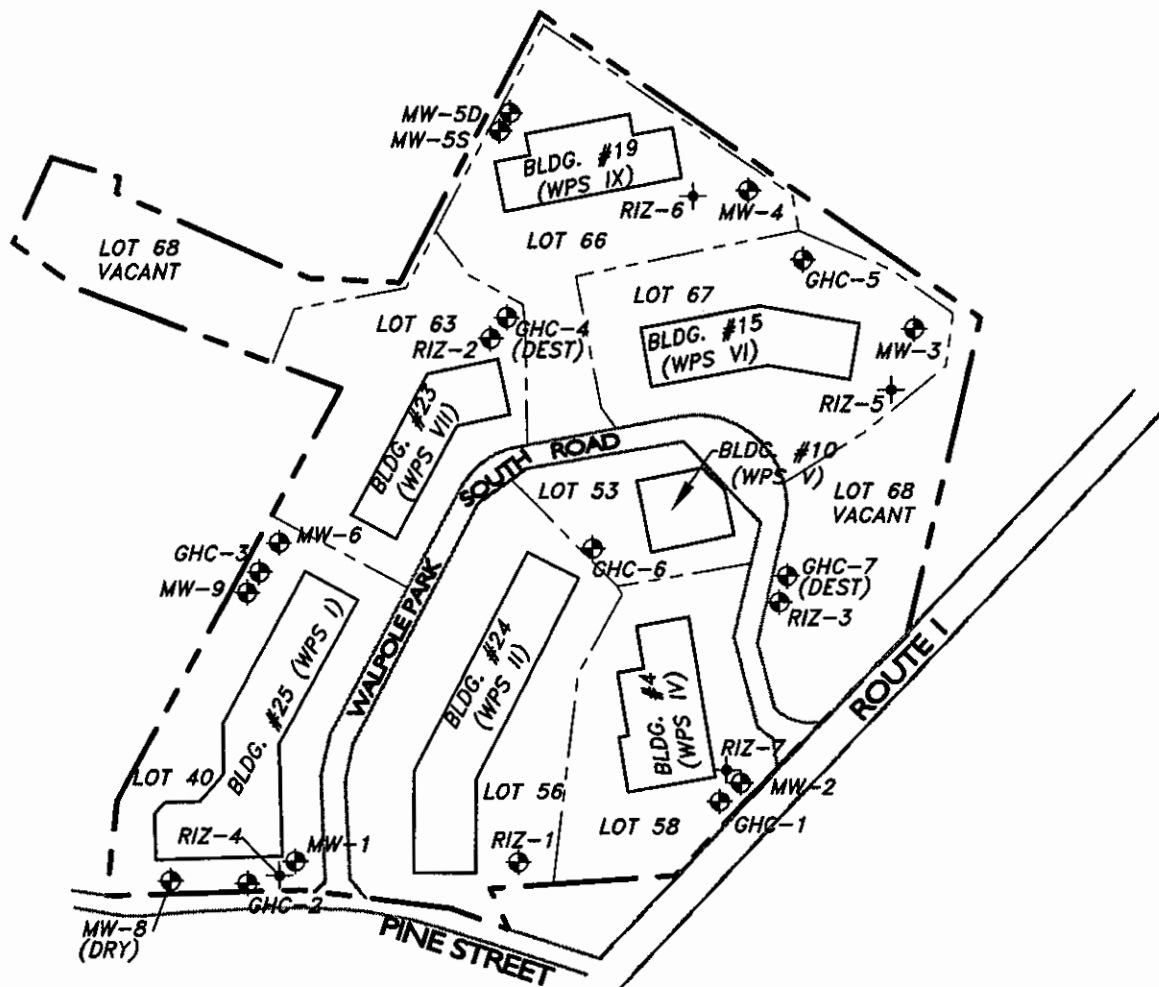 MW-5D
MW-5S
BLDG. #19
(WPS IX)
RIZ-6
MW-4
LOT 68
VACANT
LOT 66
GHC-5
LOT 67
LOT 63
GHC-4
(DEST)
RIZ-2
BLDG. #15
(WPS VI)
MW-3
RIZ-5
BLDG. #23
(WPS VII)
SOUTH ROAD
BLDG. #10
(WPS V)
LOT 53
LOT 68
VACANT
MW-6
GHC-3
MW-9
GHC-6
GHC-7
(DEST)
RIZ-3
BLDG. #25 (WPS I)
WALPOLE PARK
BLDG. #24
(WPS II)
BLDG. #4
(WPS IV)
ROUTE 1
RIZ-7
MW-2
LOT 40
LOT 56
LOT 58
GHC-1
RIZ-4
MW-1
RIZ-1
GHC-2
MW-8
(DRY)
PINE STREET